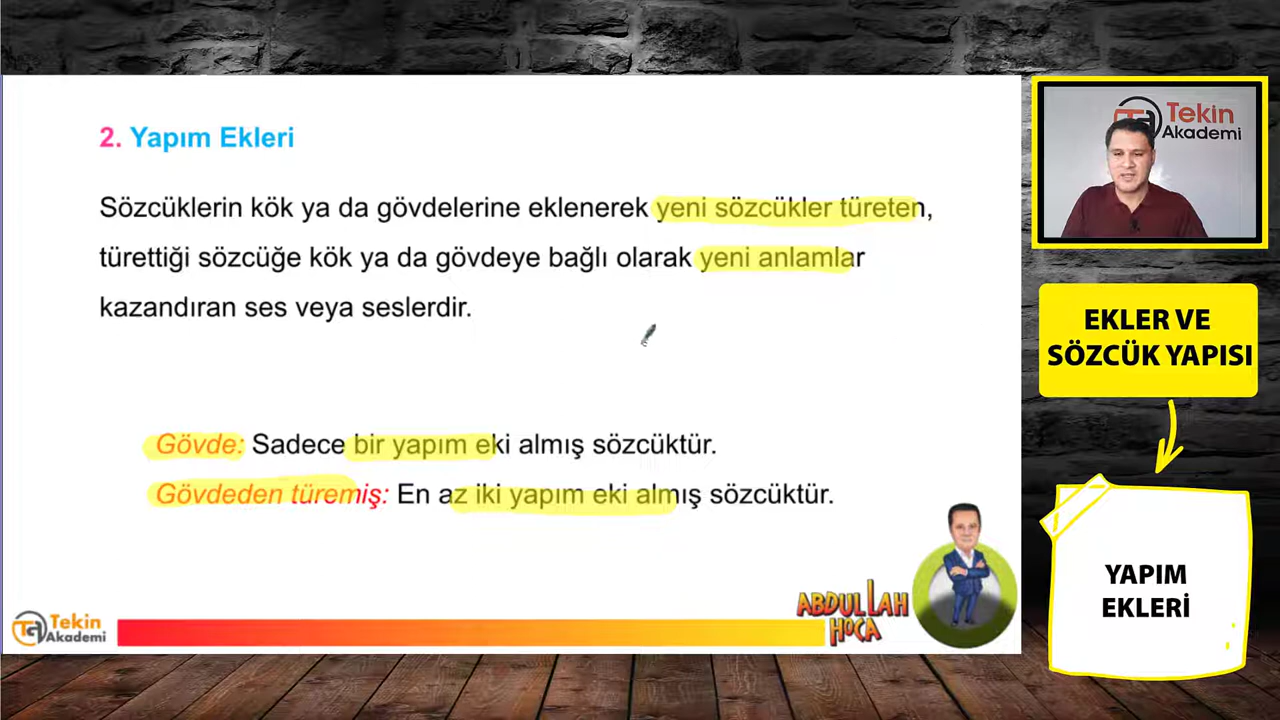 2. Yapım Ekleri
Sözcüklerin kök ya da gövdelerine eklenerek yeni sözcükler türeten,
türettiği sözcüğe kök ya da gövdeye bağlı olarak yeni anlamlar
kazandıran ses veya seslerdir.
Gövde: Sadece bir yapım eki almış sözcüktür.
Gövdeden türemiş: En az iki yapım eki almış sözcüktür.
Tekin
Akademi
ABDULLAH
HOCA
Tekin
Akademi
EKLER VE
SÖZCÜK YAPISI
YAPIM
EKLERİ